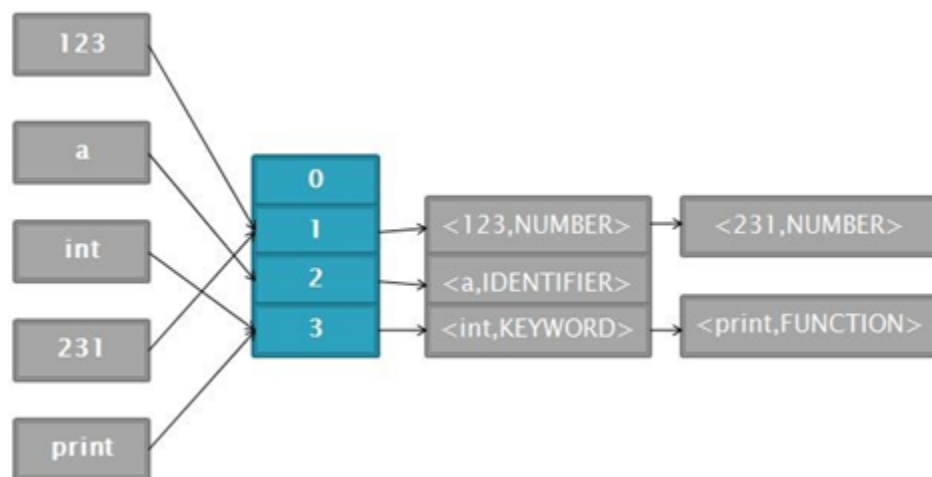 123
a
int
231
print
0
1
2
3
<123,NUMBER>
<a,IDENTIFIER>
<int,KEYWORD>
<231,NUMBER>
<print,FUNCTION>